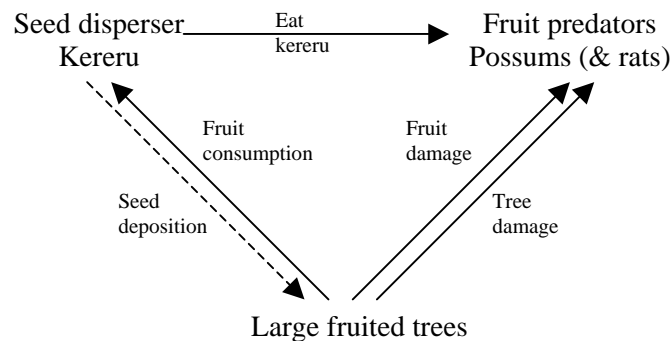 Seed disperser
Kereru
Eat
kereru
Fruit predators
Possums (& rats)
Fruit
consumption
Fruit
damage
Seed
deposition
Tree
damage
Large fruited trees